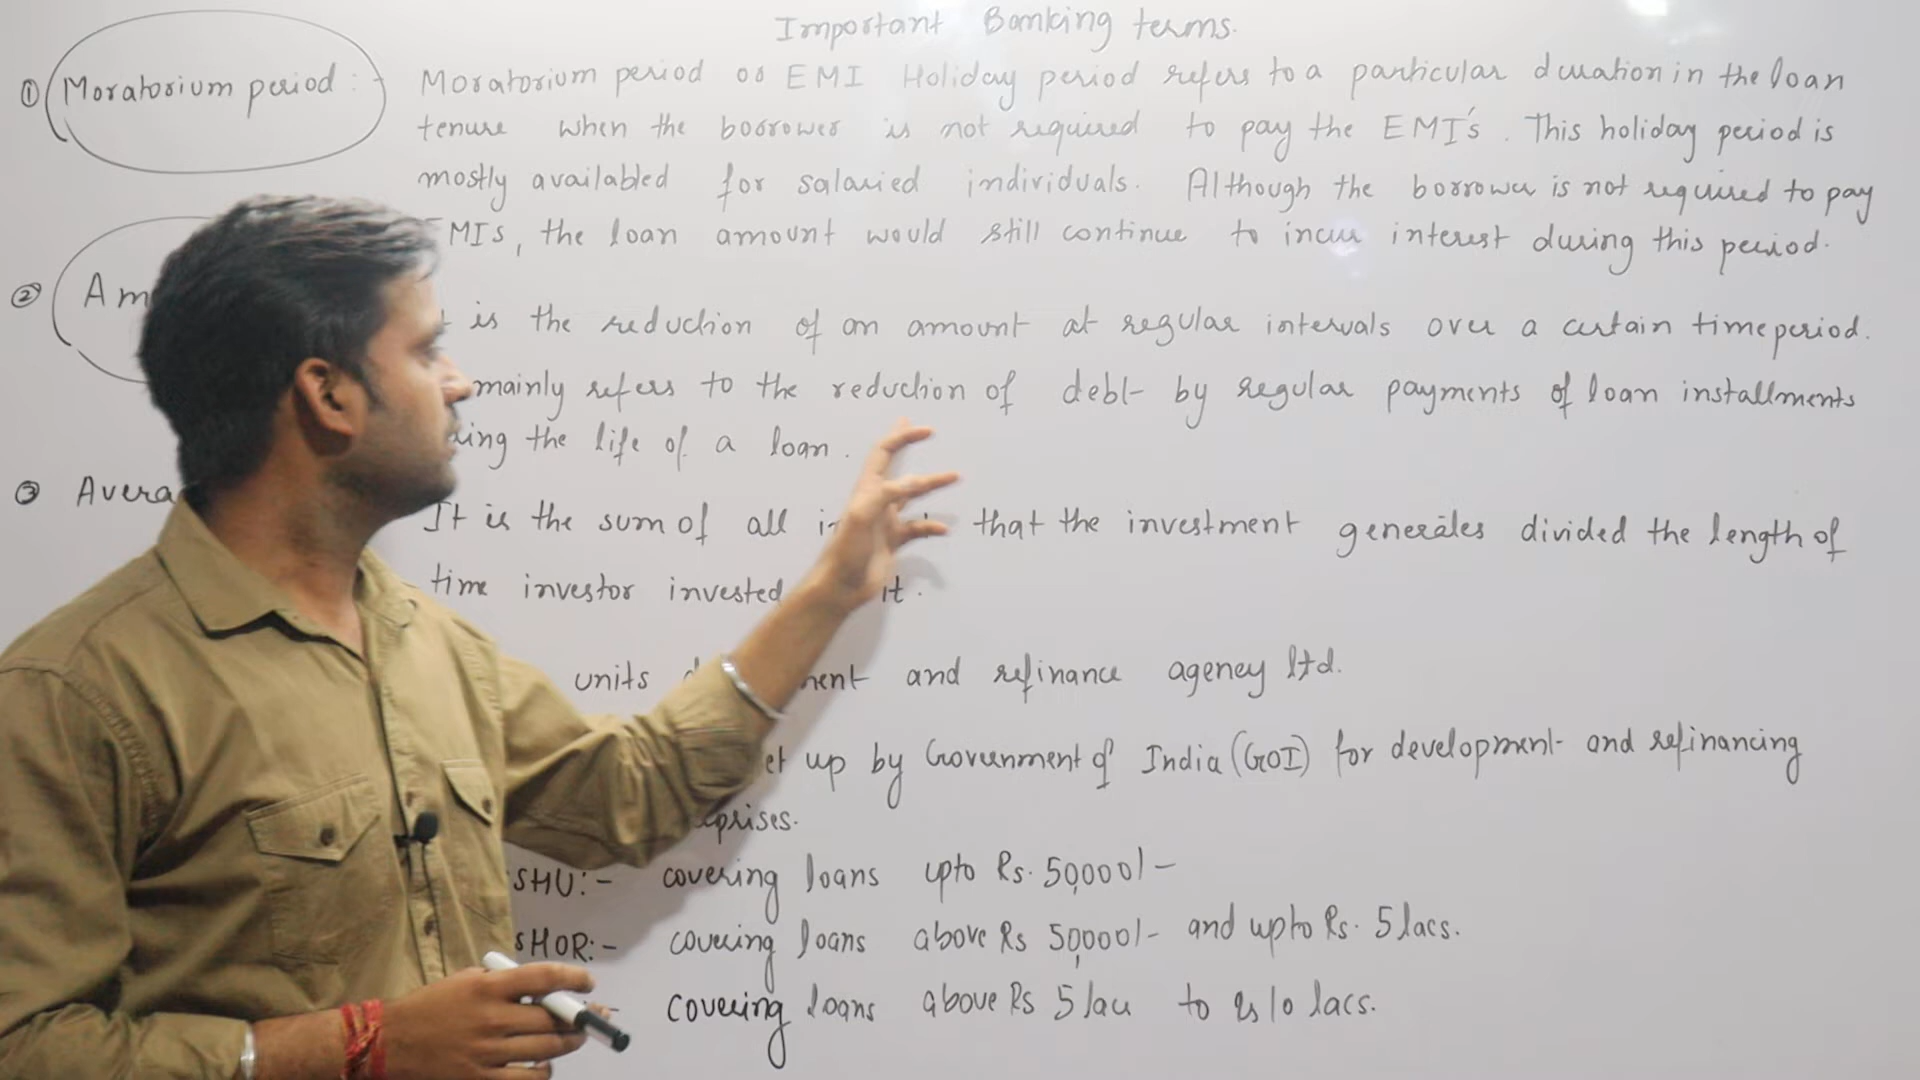 Important Banking terms.
① Moratorium period :- Moratorium period or EMI Holiday period refers to a particular duration in the loan
tenure when the borrower is not required to pay the EMI's. This holiday period is
mostly availabled for salaried individuals. Although the borrower is not required to pay
EMIs, the loan amount would still continue to incur interest during this period.
② Am
is the reduction of an amount at regular intervals over a certain time period.
mainly refers to the reduction of debt by regular payments of loan installments
the life of a loan.
③ Avera
It is the sum of all that the investment generates divided the length of
time investor invested it.
units and refinance agency ltd.
up by Government of India (GOI) for development and refinancing
SHU:- covering loans upto Rs. 50,000/-
SHOR:- covering loans above Rs 50,000/- and upto Rs. 5 lacs.
covering loans above Rs 5 lac to Rs 10 lacs.